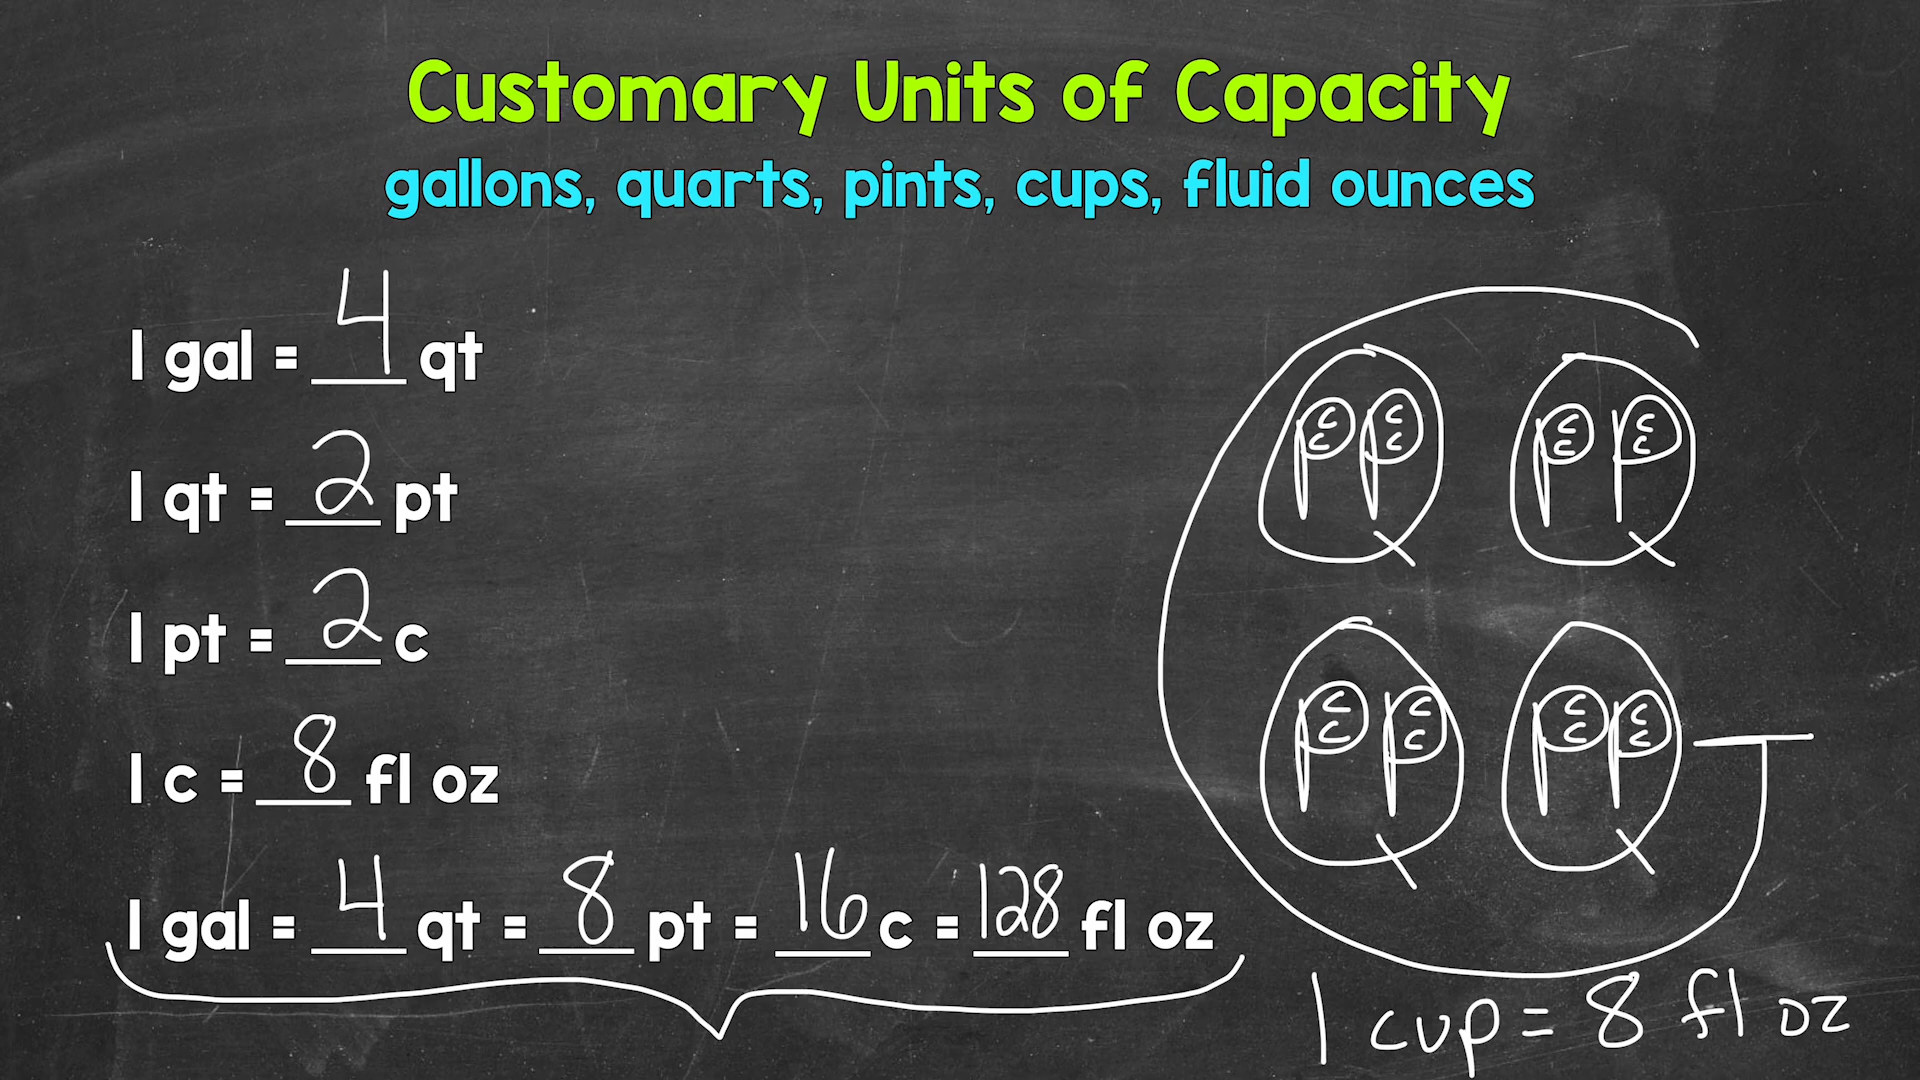 Customary Units of Capacity
gallons, quarts, pints, cups, fluid ounces
1 gal = 4 qt
1 qt = 2 pt
1 pt = 2 c
1 c = 8 fl oz
1 gal = 4 qt = 8 pt = 16 c = 128 fl oz
G
Q Q
P P P P
c c c c
c c c c
Q Q
P P P P
c c c c
c c c c
1 cup = 8 fl oz